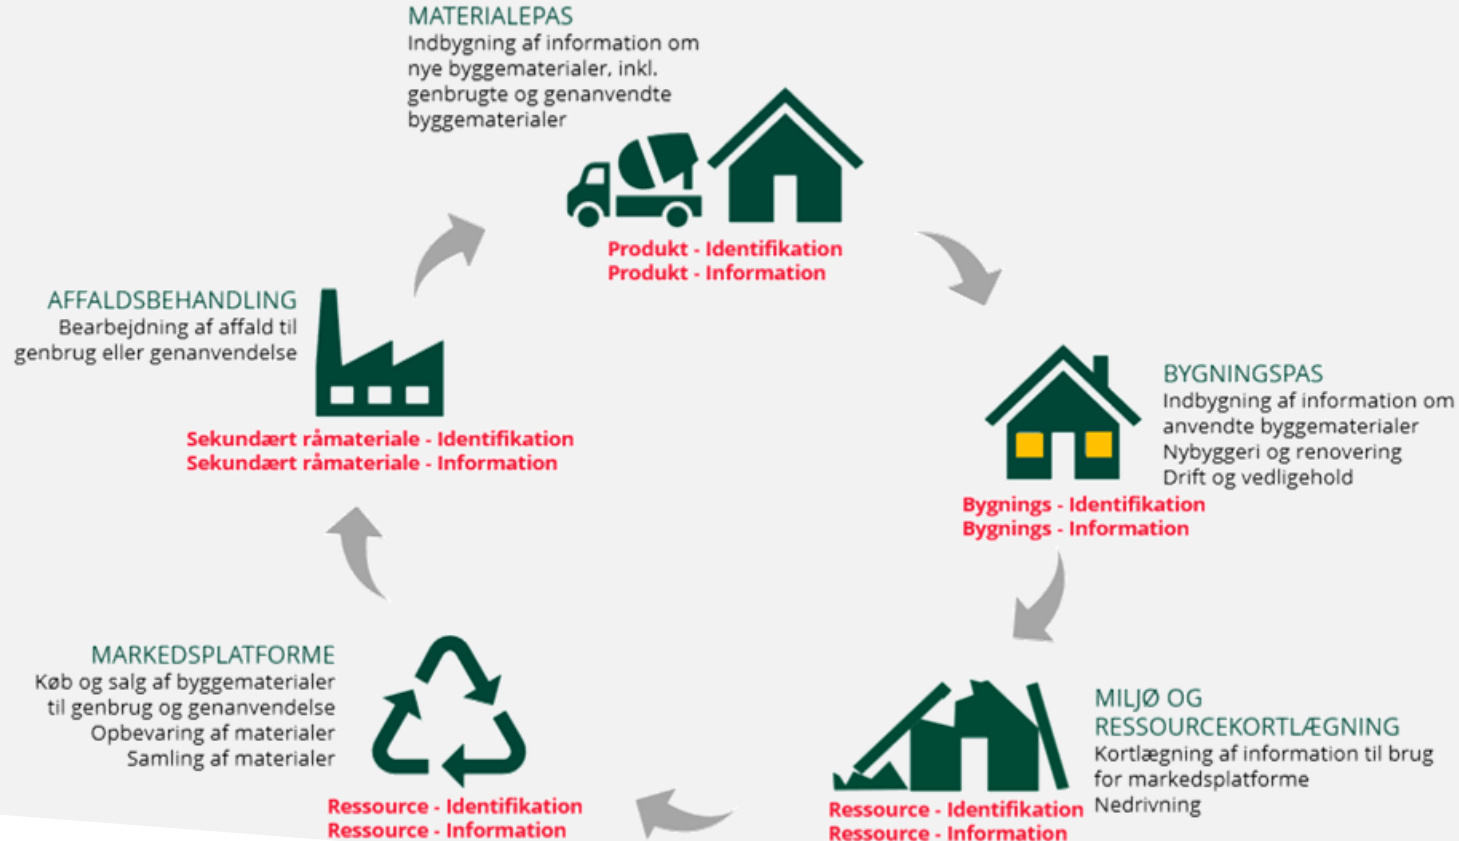 MATERIALEPAS
Indbygning af information om
nye byggematerialer, inkl.
genbrugte og genanvendte
byggematerialer
Produkt - Identifikation
Produkt - Information
BYGNINGSPAS
Indbygning af information om
anvendte byggematerialer
Nybyggeri og renovering
Drift og vedligehold
Bygnings - Identifikation
Bygnings - Information
MILJØ OG
RESSOURCEKORTLÆGNING
Kortlægning af information til brug
for markedsplatforme
Nedrivning
Ressource - Identifikation
Ressource - Information
MARKEDSPLATFORME
Køb og salg af byggematerialer
til genbrug og genanvendelse
Opbevaring af materialer
Samling af materialer
Ressource - Identifikation
Ressource - Information
AFFALDSBEHANDLING
Bearbejdning af affald til
genbrug eller genanvendelse
Sekundært råmateriale - Identifikation
Sekundært råmateriale - Information